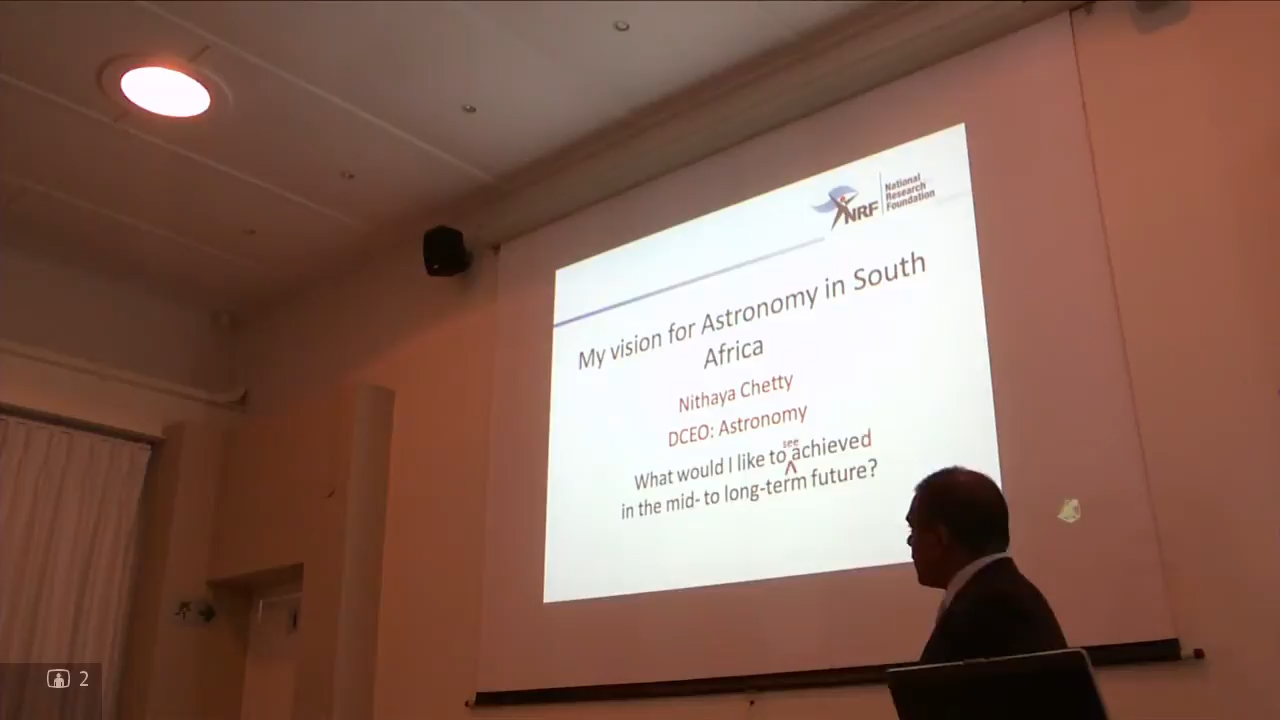 NRF
National
Research
Foundation
My vision for Astronomy in South
Africa
Nithaya Chetty
DCEO: Astronomy
see
What would I like to achieved
in the mid- to long-term future?
2